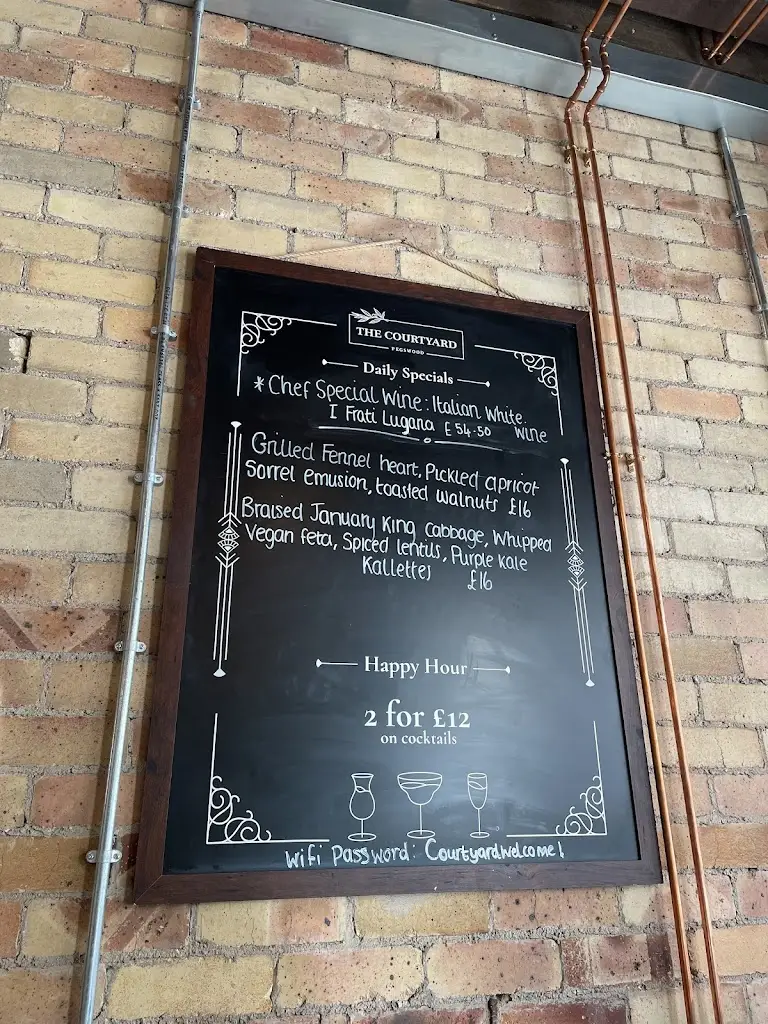 THE COURTYARD
PEGSWOOD
Daily Specials
*Chef Special Wine: Italian White
I Frati Lugana £54.50 Wine
Grilled Fennel heart, Pickled apricot
Sorrel emusion, toasted walnuts £16
Braised January King cabbage, Whipped
Vegan feta, Spiced lentils, Purple kale
Kallettes £16
Happy Hour
2 for £12
on cocktails
Wifi Password: Courtyardwelcome!